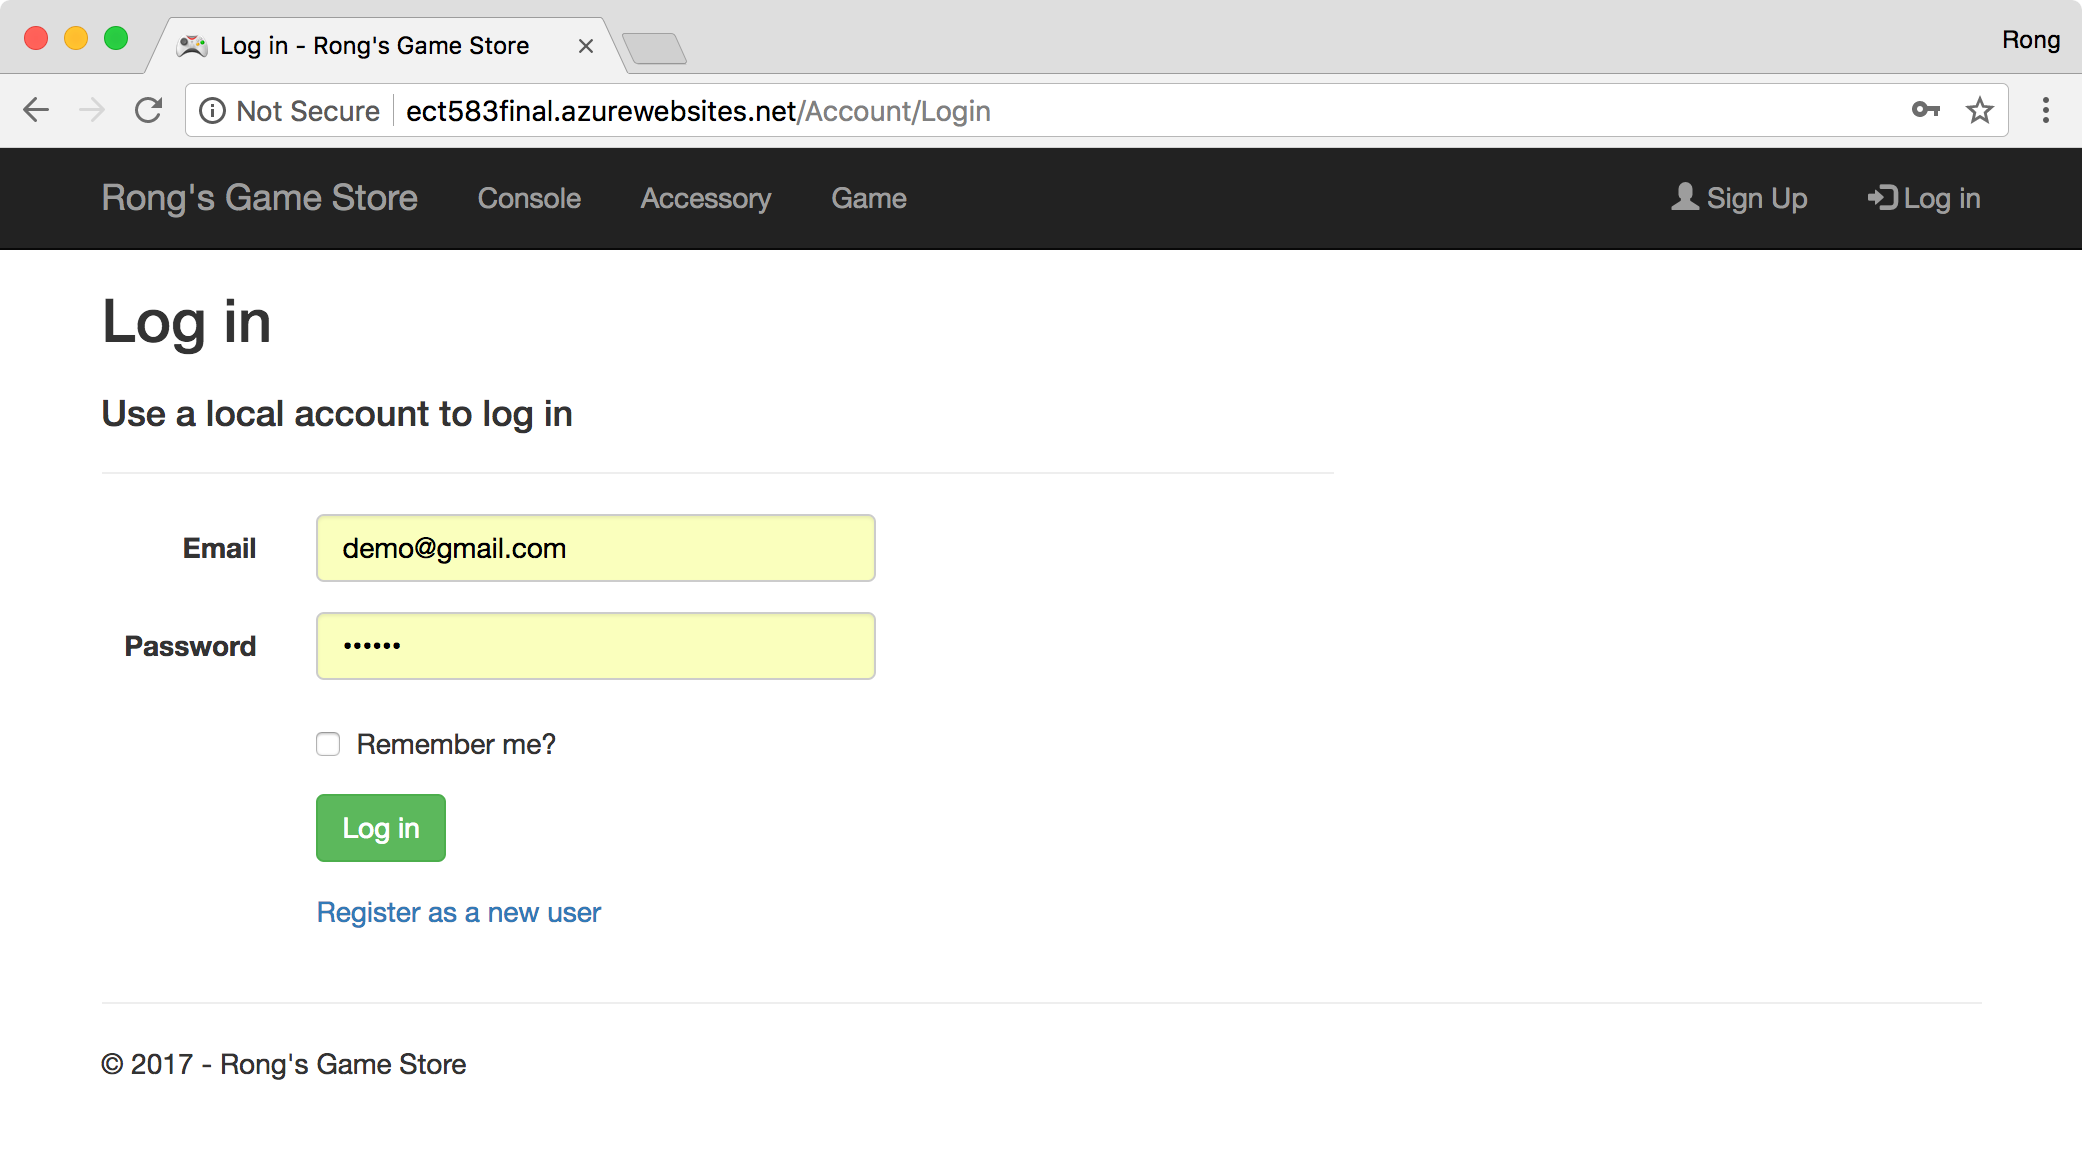 Log in - Rong's Game Store
Rong
Not Secure ect583final.azurewebsites.net/Account/Login
Rong's Game Store Console Accessory Game Sign Up Log in
Log in
Use a local account to log in
Email demo@gmail.com
Password ••••••
Remember me?
Log in
Register as a new user
© 2017 - Rong's Game Store